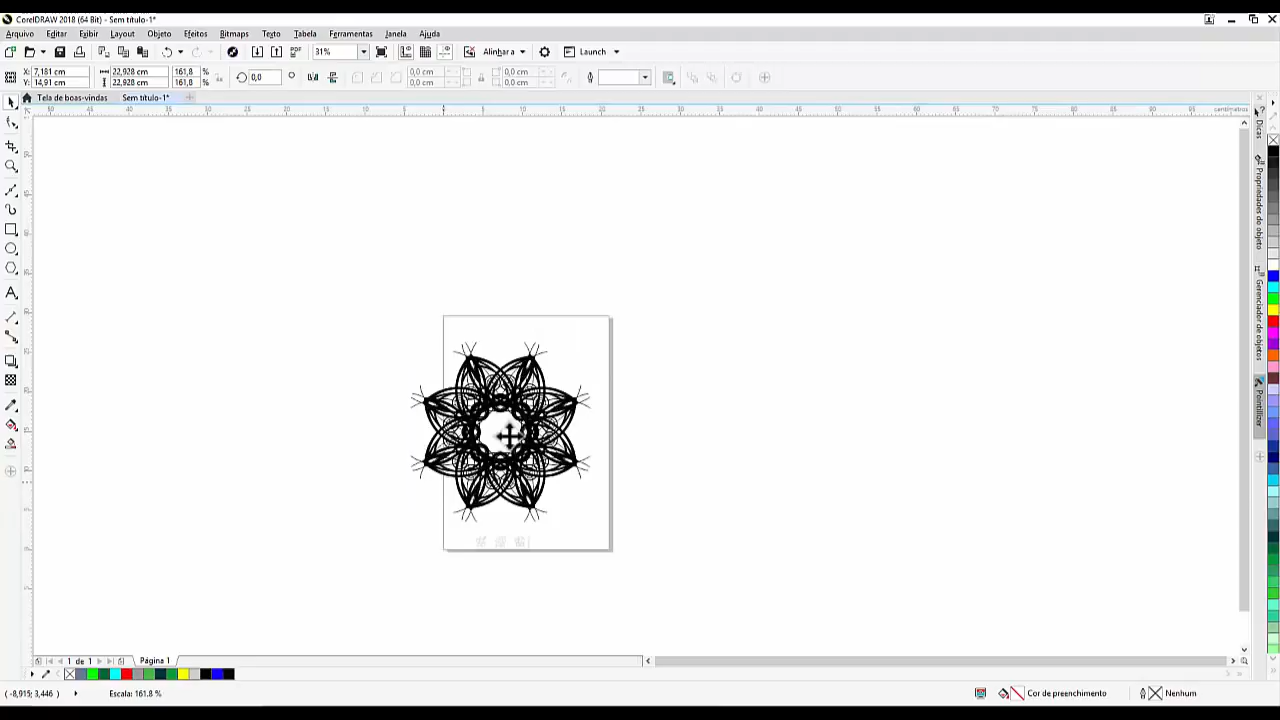 CorelDRAW 2018 (64 Bit) - Sem título-1*
Arquivo Editar Exibir Layout Objeto Efeitos Bitmaps Texto Tabela Ferramentas Janela Ajuda
PDF 31% Alinhar a Launch
X: 7,181 cm 22,928 cm 161,8 % 0,0 0,0 cm 0,0 cm
Y: 14,91 cm 22,928 cm 161,8 % 0,0 cm 0,0 cm
Tela de boas-vindas Sem título-1*
centímetros
Dicas
Propriedades do objeto
Gerenciador de objetos
Pointillizer
1 de 1 Página 1
( -8,915; 3,446 ) Escala: 161.8 % Cor de preenchimento Nenhum